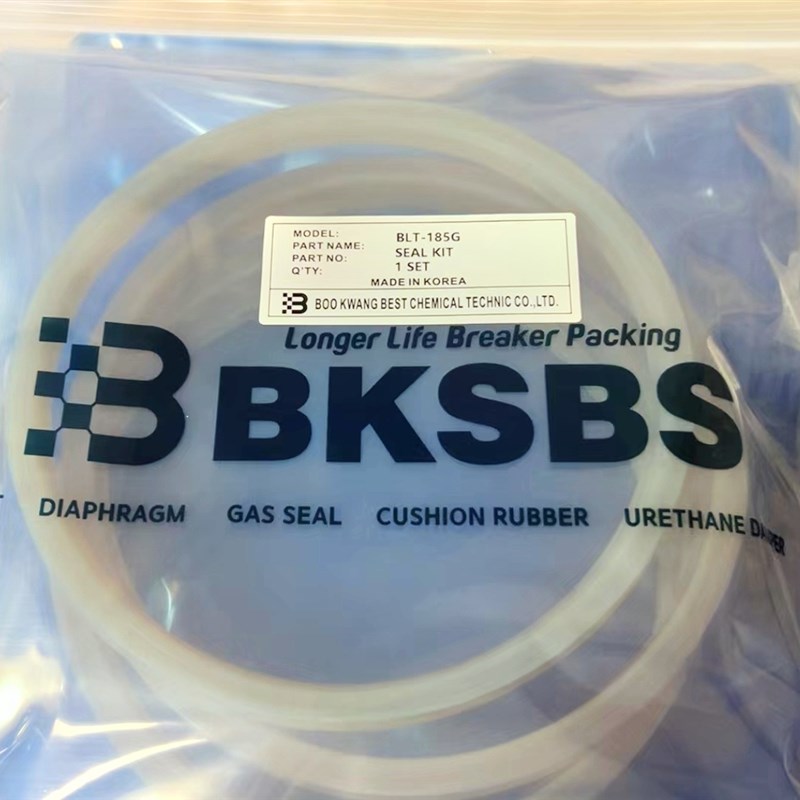 MODEL: BLT-185G
PART NAME: SEAL KIT
PART NO:
Q'TY: 1 SET
MADE IN KOREA
BOO KWANG BEST CHEMICAL TECHNIC CO.,LTD.
Longer Life Breaker Packing
B BKSBS
DIAPHRAGM GAS SEAL CUSHION RUBBER URETHANE